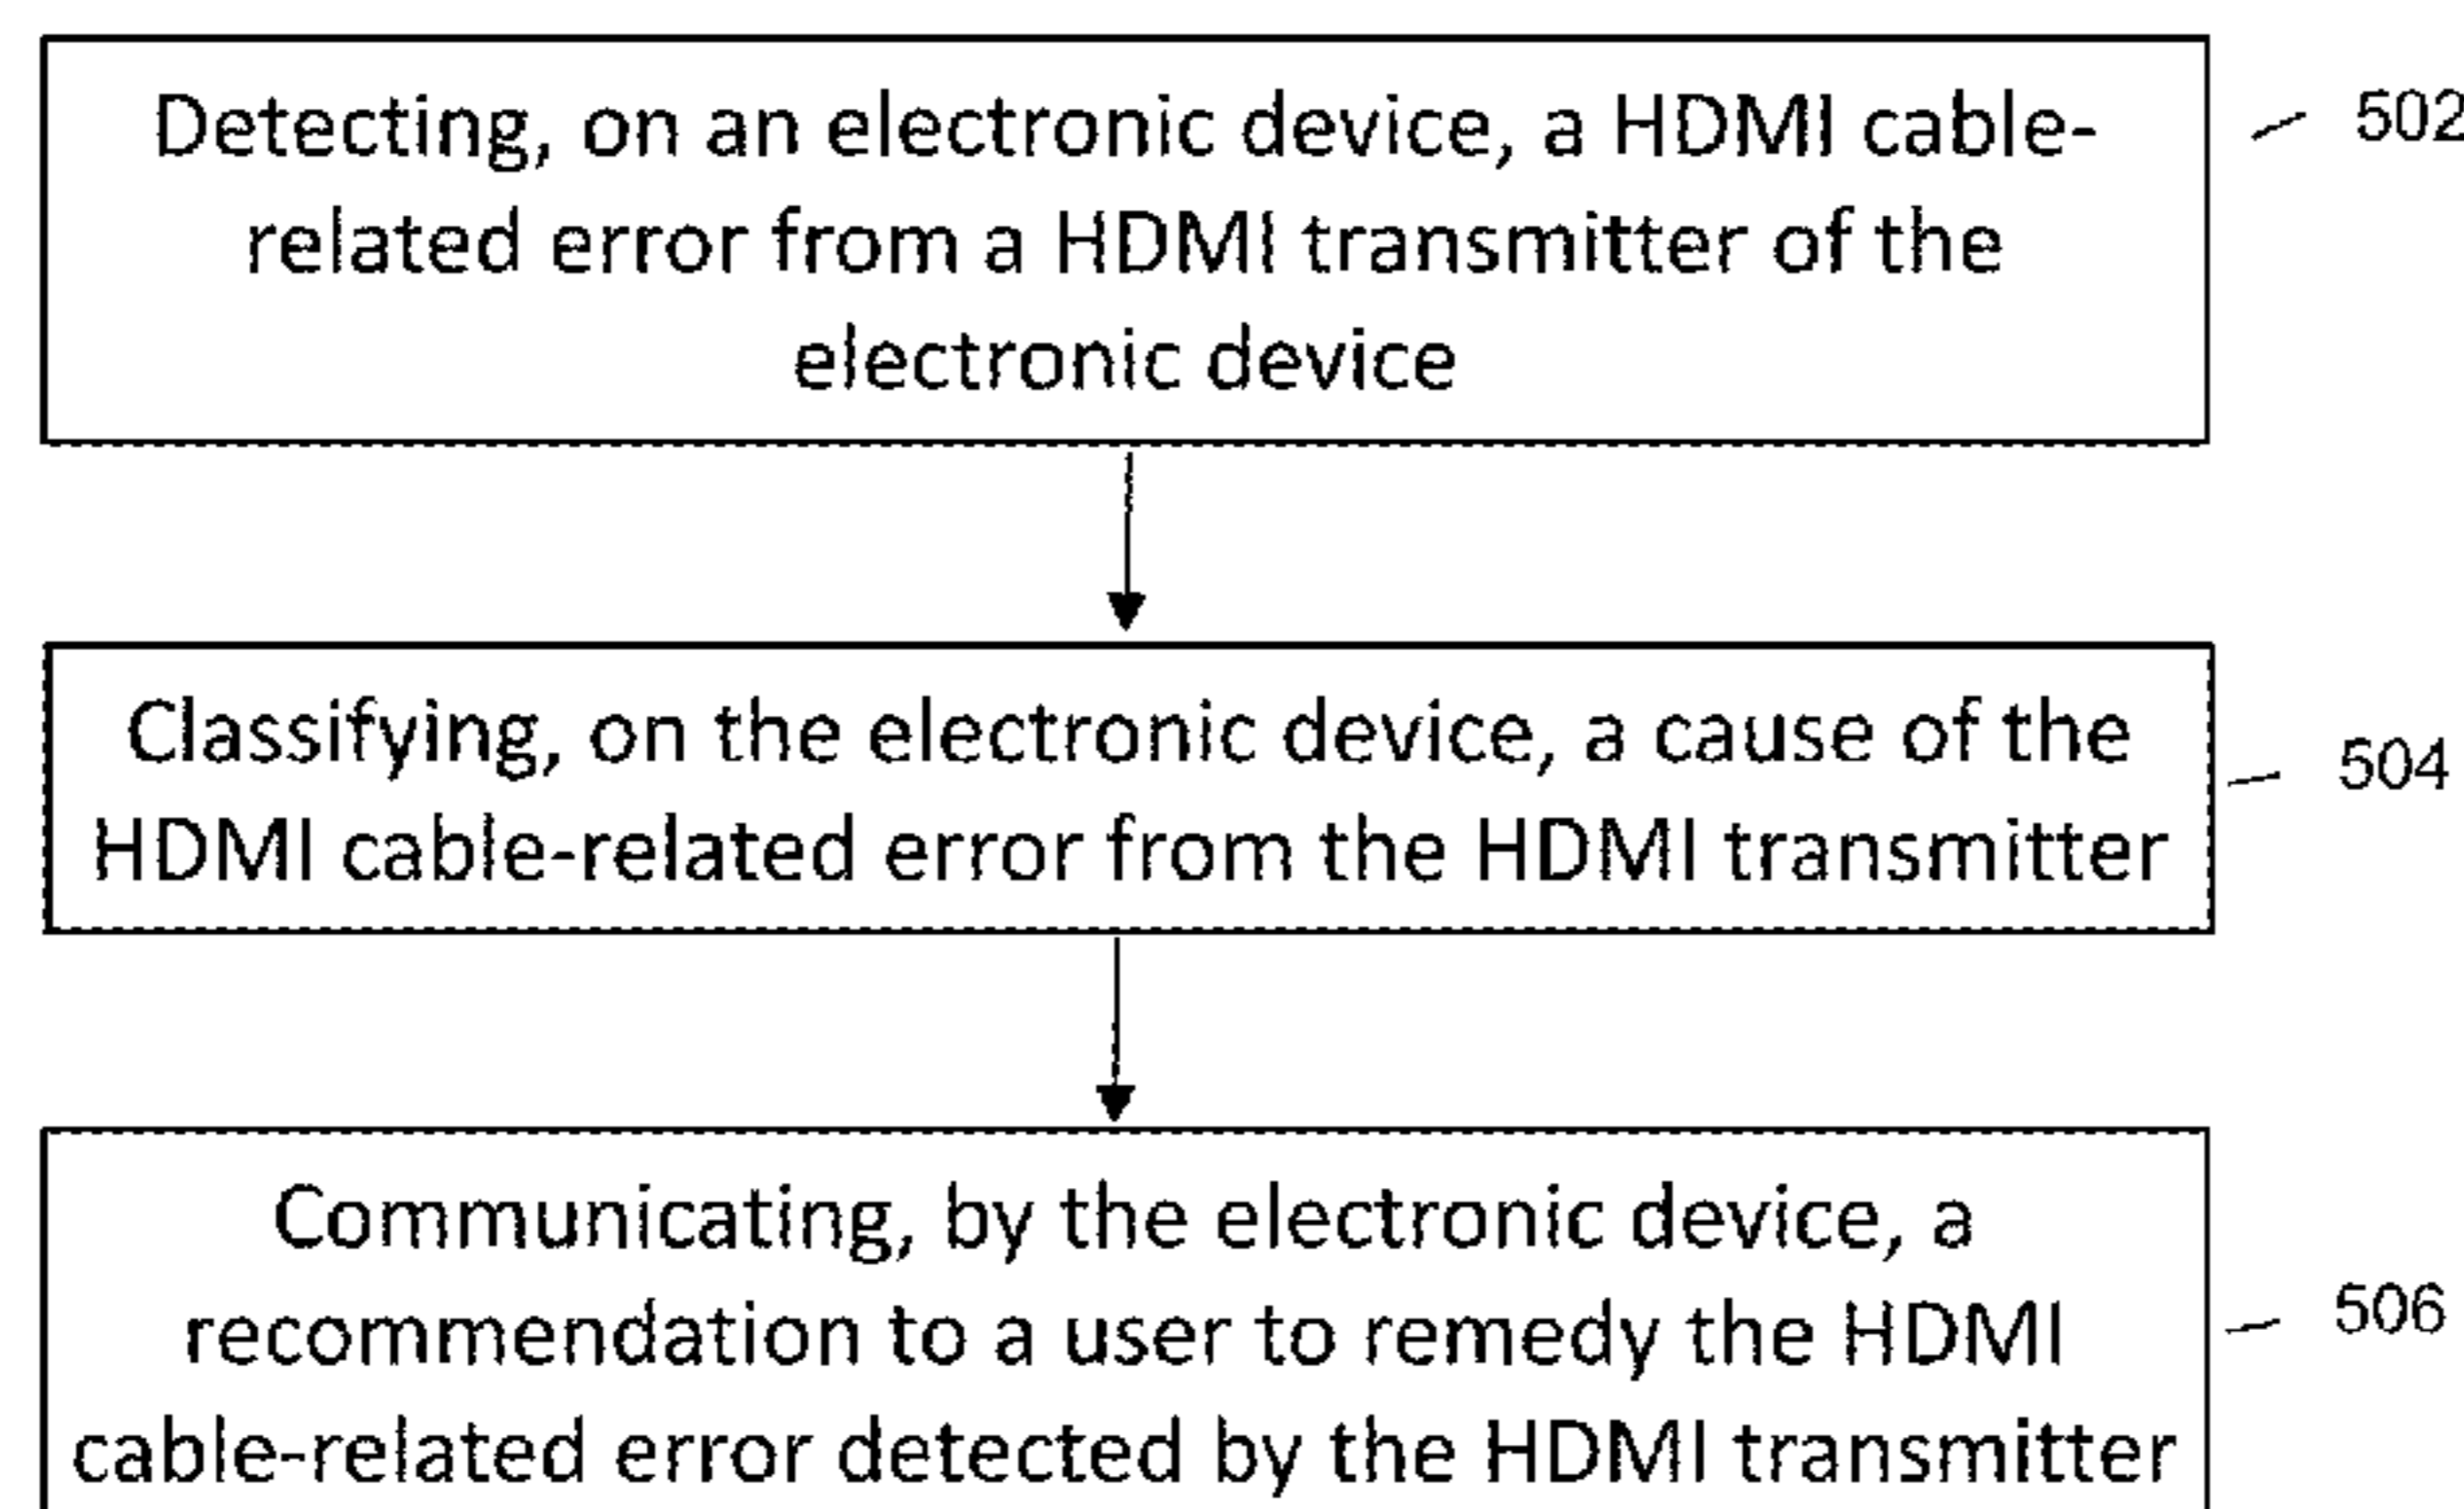 Detecting, on an electronic device, a HDMI cable-
related error from a HDMI transmitter of the
electronic device
502
Classifying, on the electronic device, a cause of the
HDMI cable-related error from the HDMI transmitter
504
Communicating, by the electronic device, a
recommendation to a user to remedy the HDMI
cable-related error detected by the HDMI transmitter
506